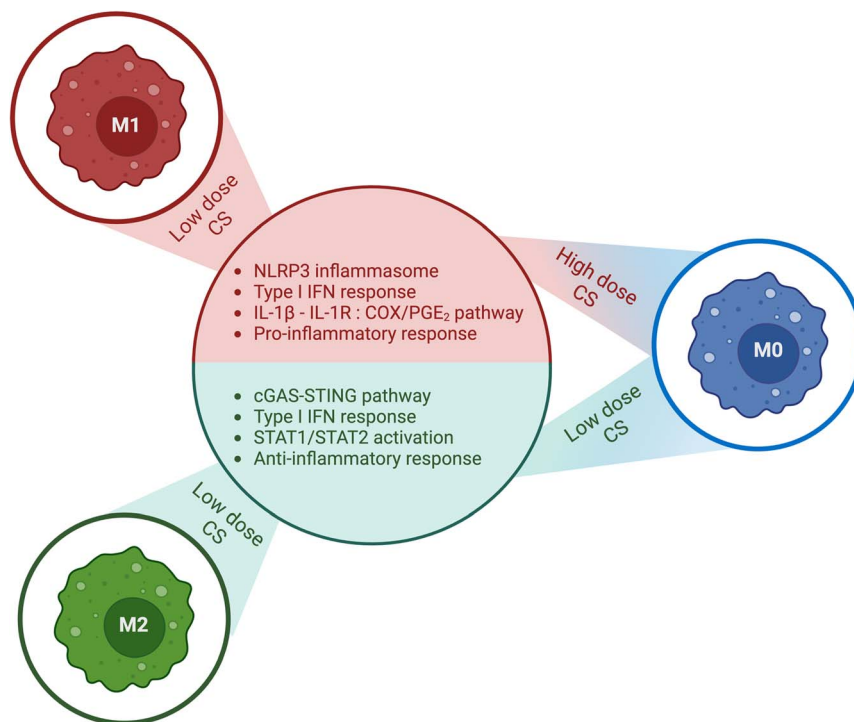 M1
Low dose
CS
• NLRP3 inflammasome
• Type I IFN response
• IL-1β - IL-1R : COX/PGE₂ pathway
• Pro-inflammatory response
High dose
CS
M0
• cGAS-STING pathway
• Type I IFN response
• STAT1/STAT2 activation
• Anti-inflammatory response
Low dose
CS
Low dose
CS
M2